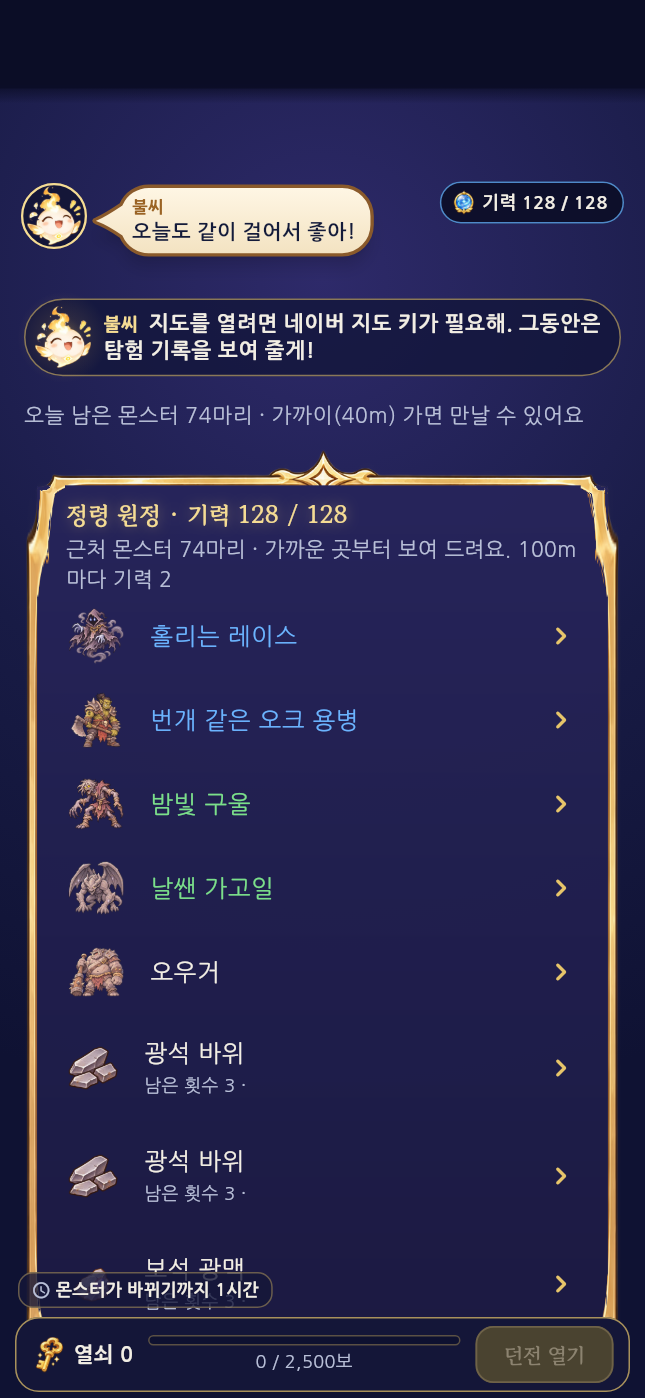 불씨
오늘도 같이 걸어서 좋아!
기력 128 / 128
불씨 지도를 열려면 네이버 지도 키가 필요해. 그동안은
탐험 기록을 보여 줄게!
오늘 남은 몬스터 74마리 · 가까이(40m) 가면 만날 수 있어요
정령 원정 · 기력 128 / 128
근처 몬스터 74마리 · 가까운 곳부터 보여 드려요. 100m
마다 기력 2
홀리는 레이스
번개 같은 오크 용병
밤빛 구울
날쌘 가고일
오우거
광석 바위
남은 횟수 3 ·
광석 바위
남은 횟수 3 ·
보석 광맥
남은 횟수 3 ·
몬스터가 바뀌기까지 1시간
열쇠 0
0 / 2,500보
던전 열기